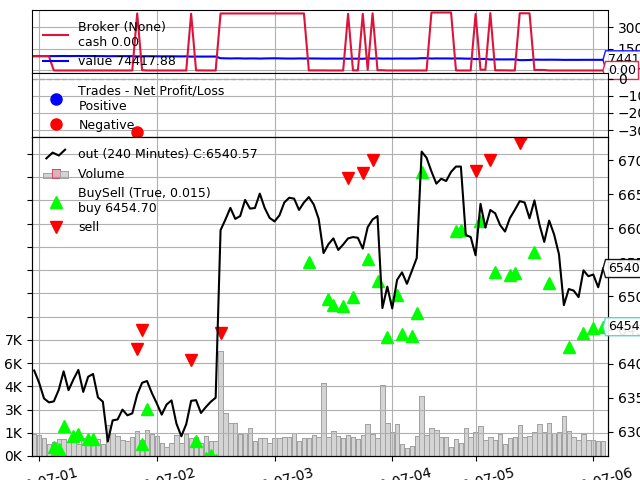 Broker (None)
cash 0.00
value 74417.88
300
150
7441
0.00
Trades - Net Profit/Loss
Positive
Negative
0
−10
−20
−30
out (240 Minutes) C:6540.57
Volume
BuySell (True, 0.015)
buy 6454.70
sell
670
665
660
6540
650
6454
640
635
630
7K
6K
4K
3K
1K
0K
-07-01
-07-02
-07-03
-07-04
-07-05
-07-06